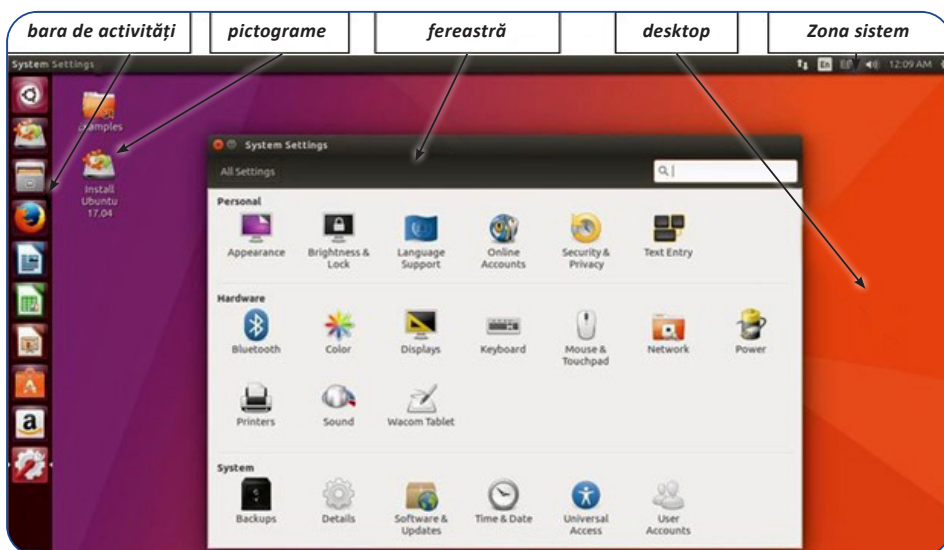 bara de activități pictograme fereastră desktop Zona sistem
System Settings En 12:09 AM
Examples
Install
Ubuntu
17.04
System Settings
All Settings
Personal
Appearance Brightness & Lock Language Support Online Accounts Security & Privacy Text Entry
Hardware
Bluetooth Color Displays Keyboard Mouse & Touchpad Network Power
Printers Sound Wacom Tablet
System
Backups Details Software & Updates Time & Date Universal Access User Accounts